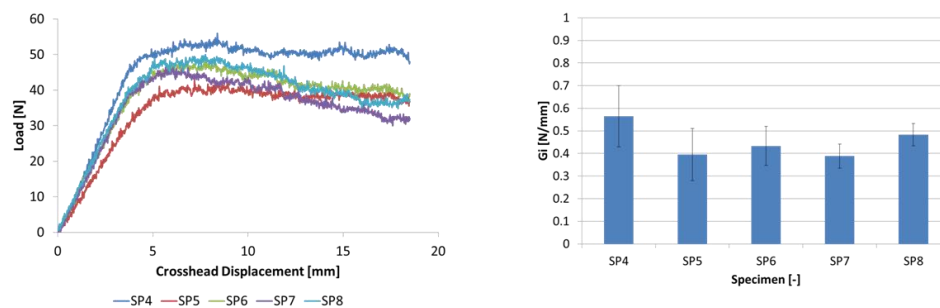 60
50
40
30
20
10
0
Load [N]
0 5 10 15 20
Crosshead Displacement [mm]
SP4 SP5 SP6 SP7 SP8
1
0.9
0.8
0.7
0.6
0.5
0.4
0.3
0.2
0.1
0
Gi [N/mm]
SP4 SP5 SP6 SP7 SP8
Specimen [-]